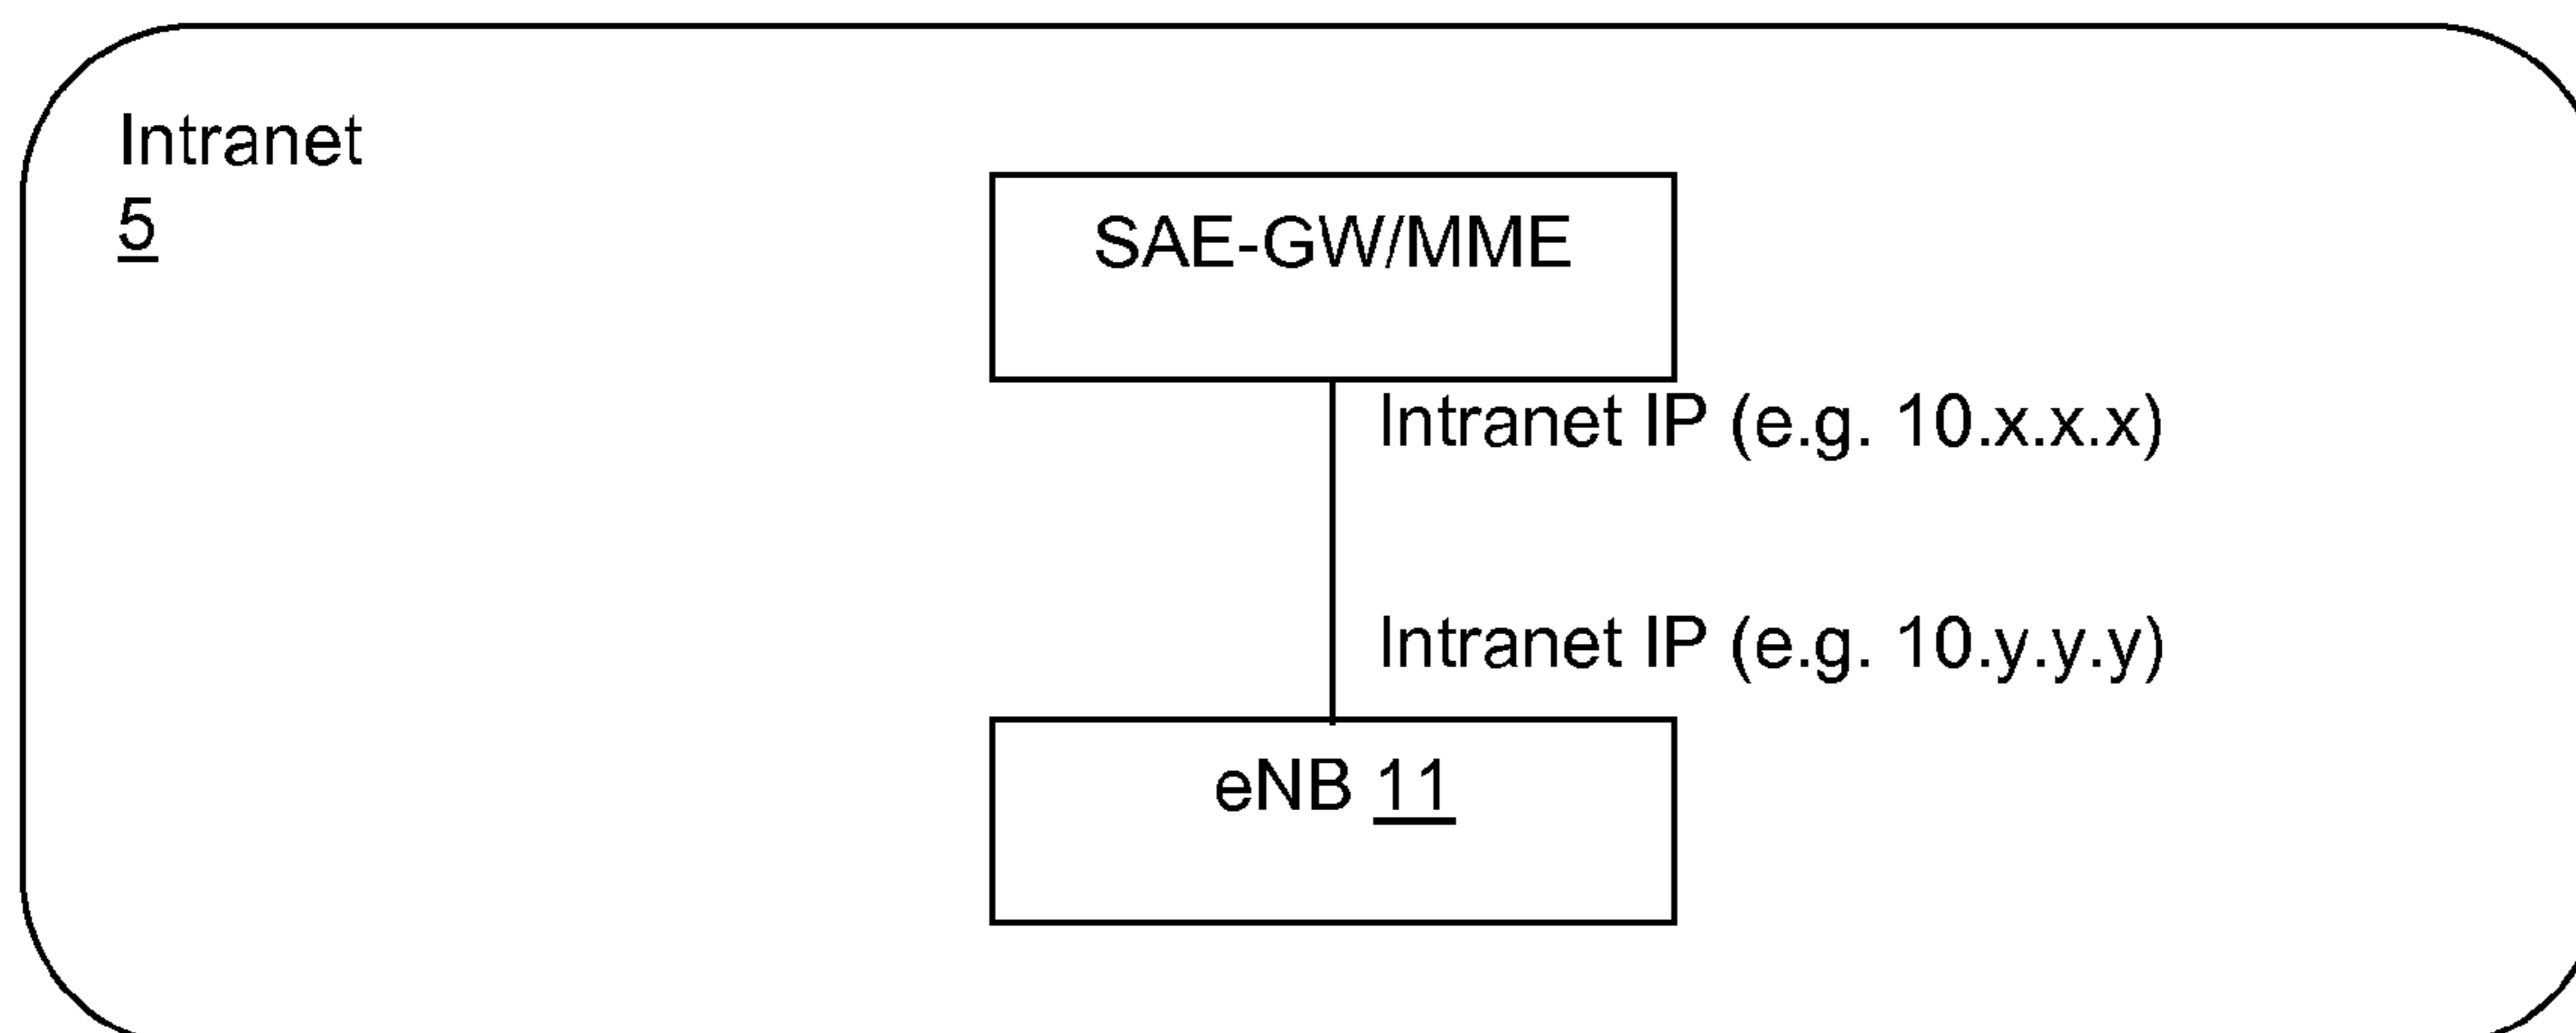 Intranet
5
SAE-GW/MME
Intranet IP (e.g. 10.x.x.x)
Intranet IP (e.g. 10.y.y.y)
eNB 11